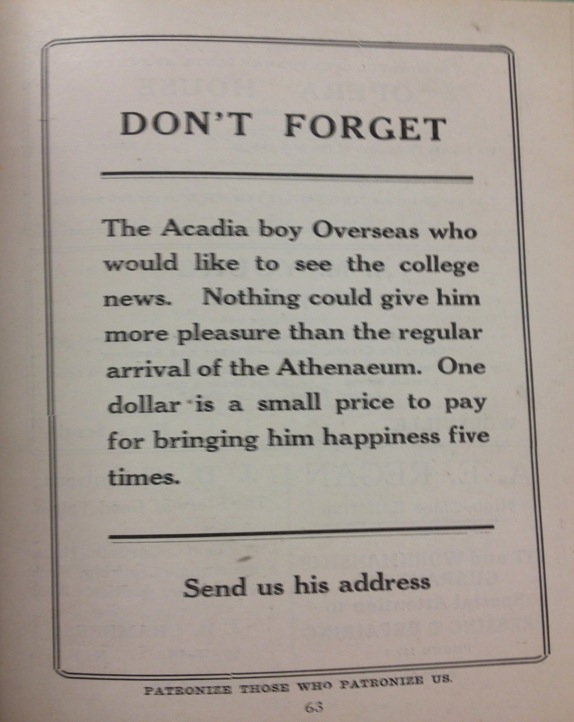 DON'T FORGET
The Acadia boy Overseas who
would like to see the college
news. Nothing could give him
more pleasure than the regular
arrival of the Athenaeum. One
dollar is a small price to pay
for bringing him happiness five
times.
Send us his address
PATRONIZE THOSE WHO PATRONIZE US.
63